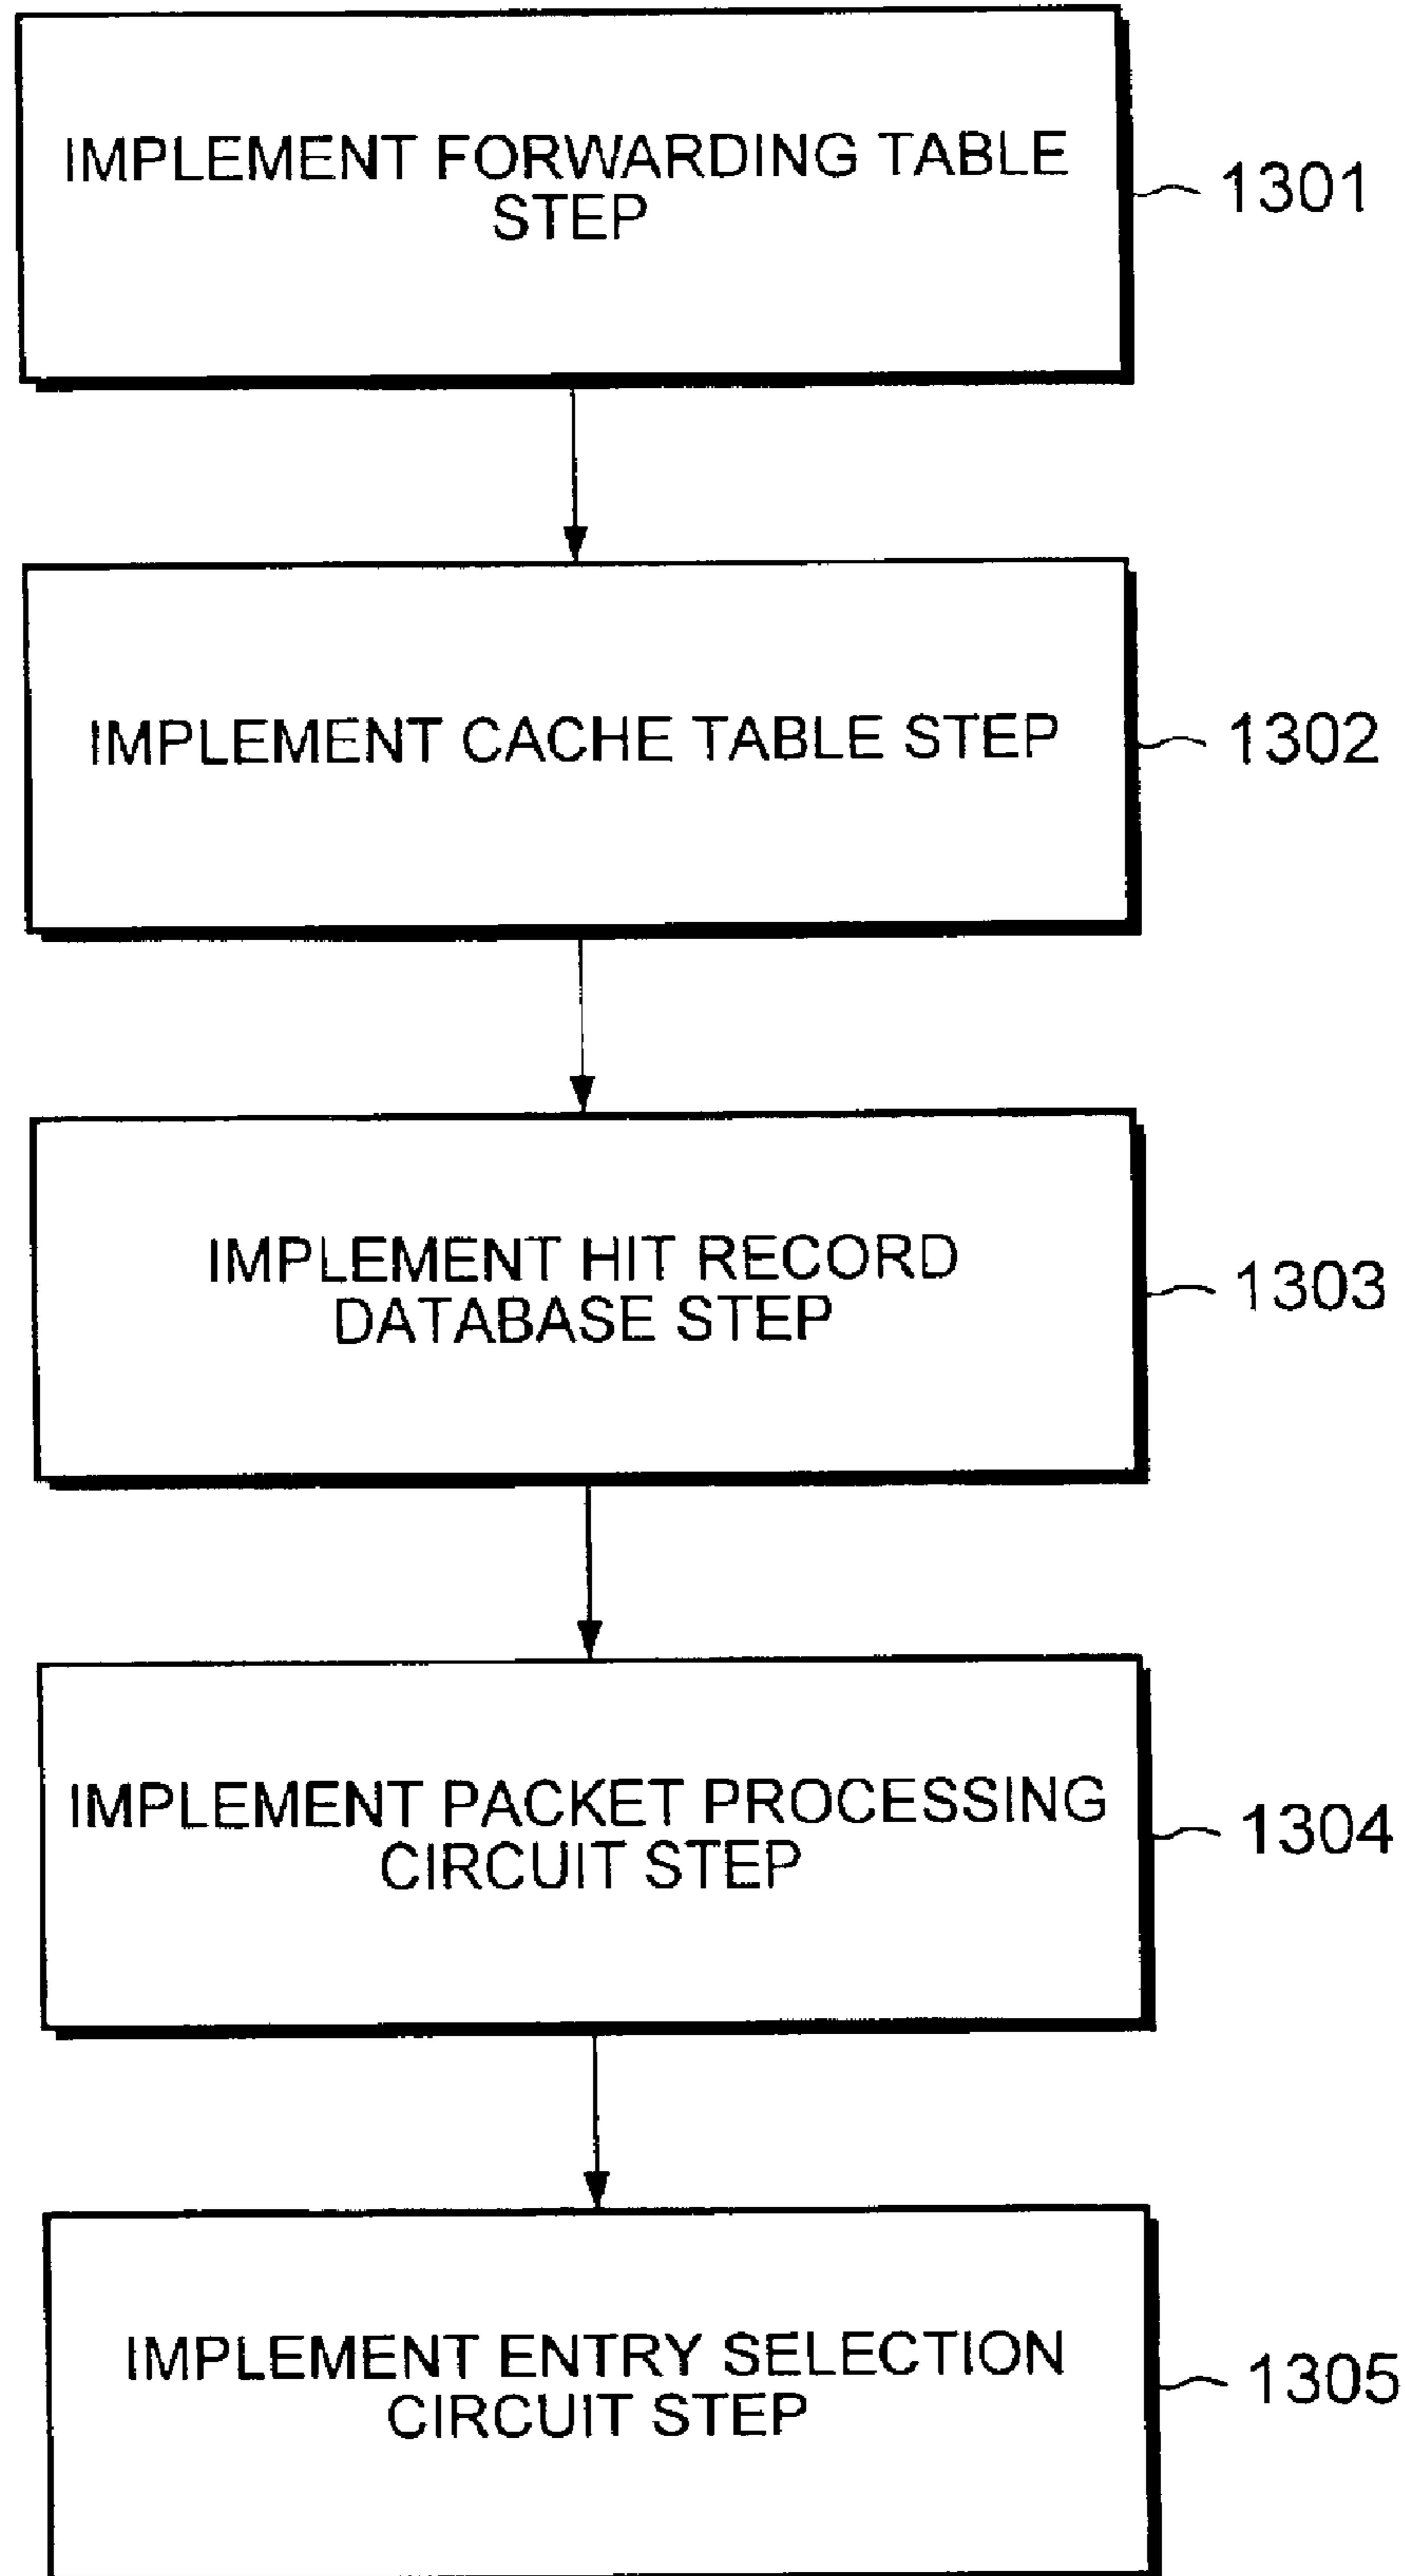 IMPLEMENT FORWARDING TABLE
STEP
1301
IMPLEMENT CACHE TABLE STEP
1302
IMPLEMENT HIT RECORD
DATABASE STEP
1303
IMPLEMENT PACKET PROCESSING
CIRCUIT STEP
1304
IMPLEMENT ENTRY SELECTION
CIRCUIT STEP
1305